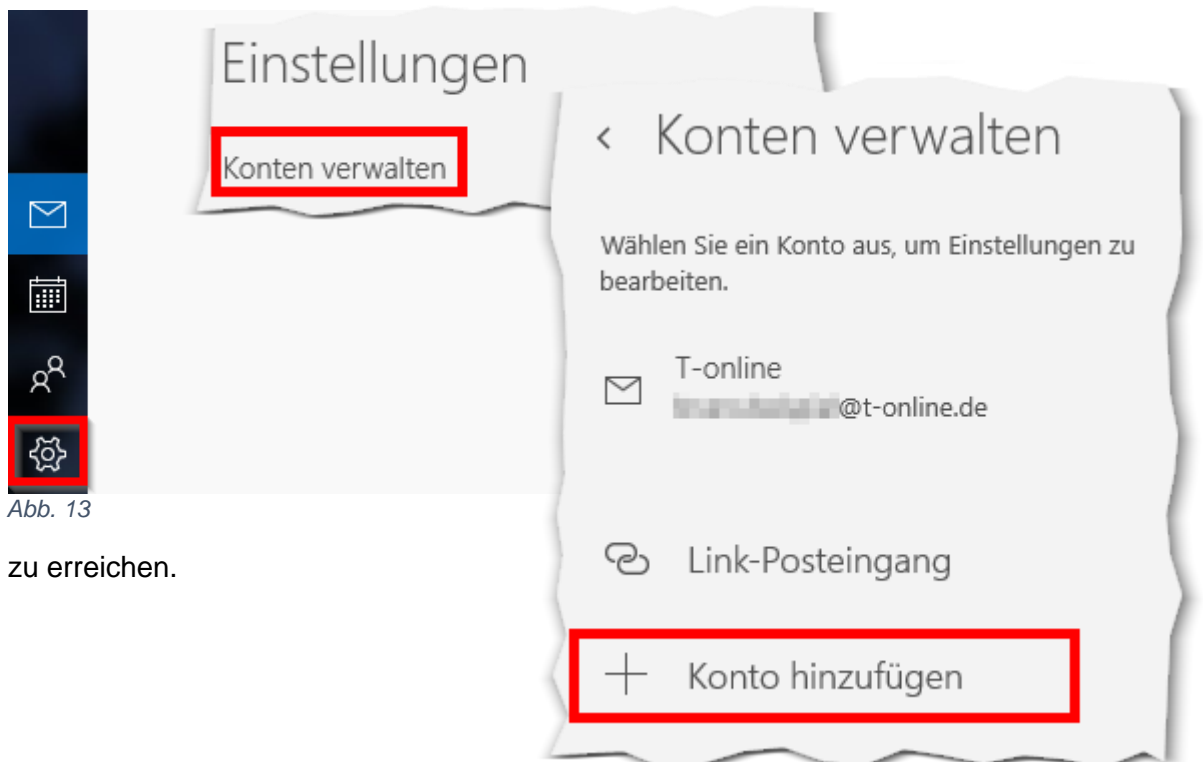 Einstellungen
Konten verwalten
Konten verwalten
Wählen Sie ein Konto aus, um Einstellungen zu
bearbeiten.
T-online
@t-online.de
Link-Posteingang
Konto hinzufügen
Abb. 13
zu erreichen.